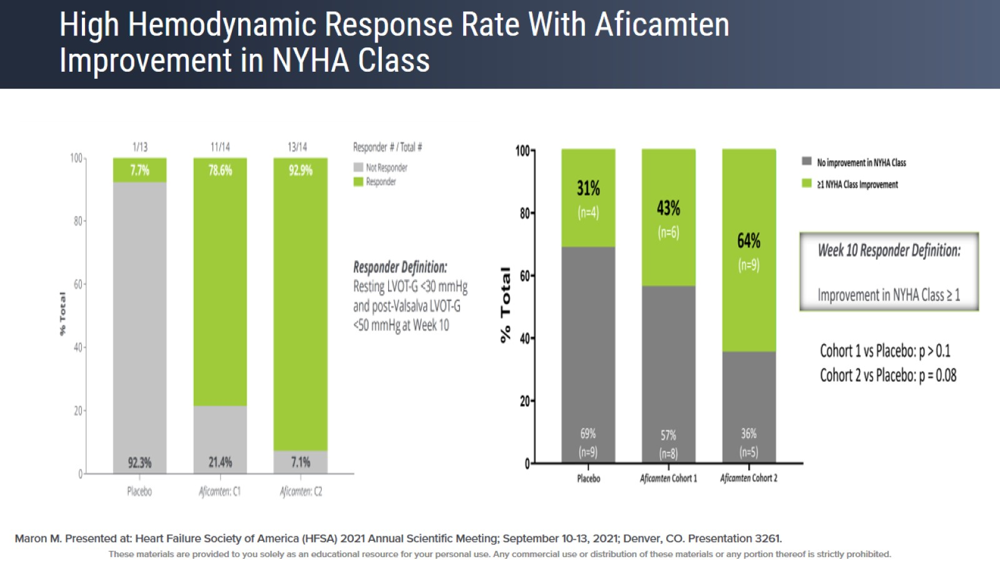 High Hemodynamic Response Rate With Aficamten
Improvement in NYHA Class
1/13
11/14
13/14
Responder # / Total #
Not Responder
Responder
% Total
100
80
60
40
20
0
7.7%
78.6%
92.9%
92.3%
21.4%
7.1%
Placebo
Aficamten: C1
Aficamten: C2
Responder Definition:
Resting LVOT-G <30 mmHg
and post-Valsalva LVOT-G
<50 mmHg at Week 10
% Total
100
80
60
40
20
0
31%
(n=4)
43%
(n=6)
64%
(n=9)
69%
(n=9)
57%
(n=8)
36%
(n=5)
Placebo
Aficamten Cohort 1
Aficamten Cohort 2
No improvement in NYHA Class
≥1 NYHA Class Improvement
Week 10 Responder Definition:
Improvement in NYHA Class ≥ 1
Cohort 1 vs Placebo: p > 0.1
Cohort 2 vs Placebo: p = 0.08
Maron M. Presented at: Heart Failure Society of America (HFSA) 2021 Annual Scientific Meeting; September 10-13, 2021; Denver, CO. Presentation 3261.
These materials are provided to you solely as an educational resource for your personal use. Any commercial use or distribution of these materials or any portion thereof is strictly prohibited.